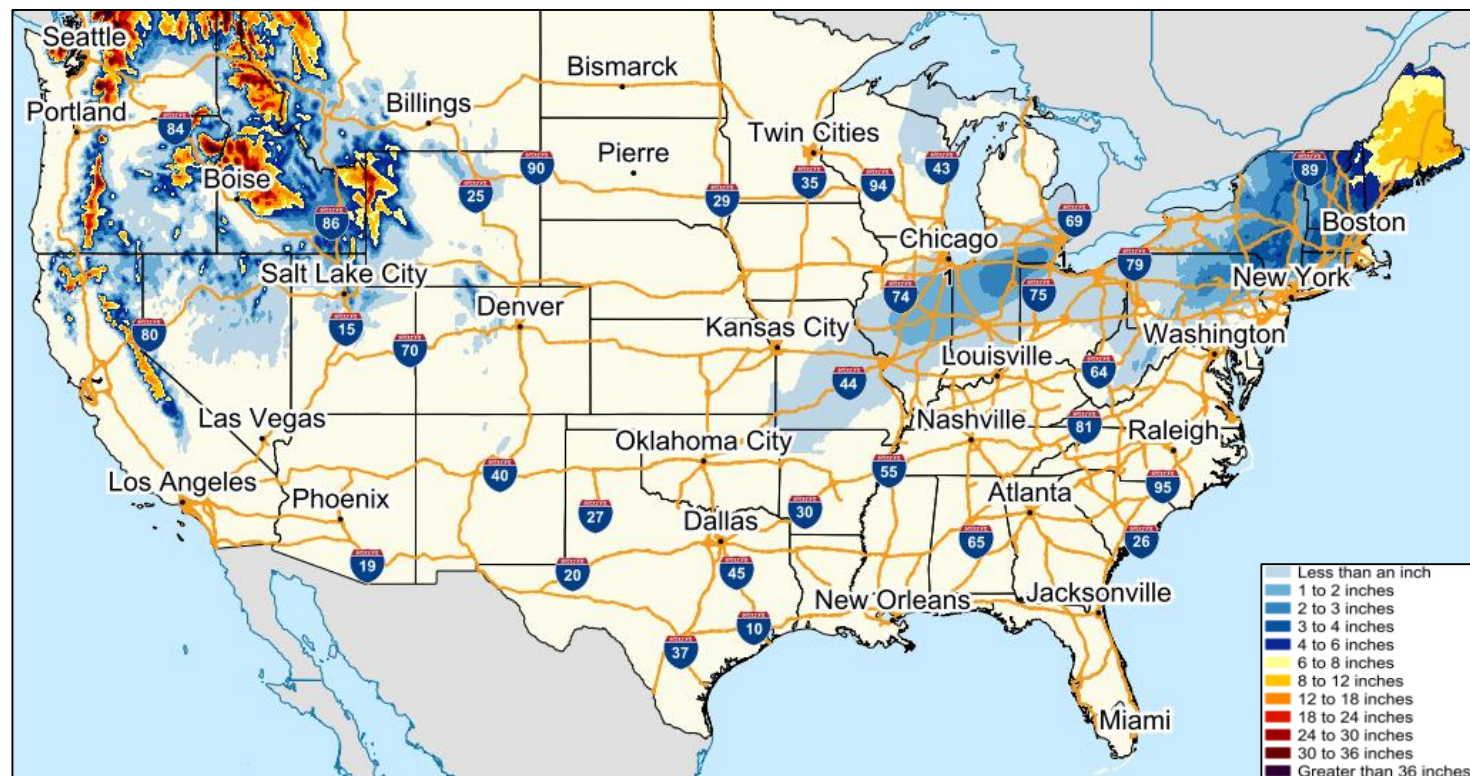 Seattle
Bismarck
Portland
Billings
84
Twin Cities
Pierre
90
35
94
43
89
Boise
25
29
69
Boston
86
Chicago
79
Salt Lake City
1
1
New York
74
75
15
Denver
80
Kansas City
Washington
70
Louisville
44
64
Las Vegas
Nashville
81
Raleigh
Oklahoma City
40
55
95
Los Angeles
Phoenix
Atlanta
27
30
Dallas
65
26
19
20
45
New Orleans
Jacksonville
10
37
Miami
Less than an inch
1 to 2 inches
2 to 3 inches
3 to 4 inches
4 to 6 inches
6 to 8 inches
8 to 12 inches
12 to 18 inches
18 to 24 inches
24 to 30 inches
30 to 36 inches
Greater than 36 inches